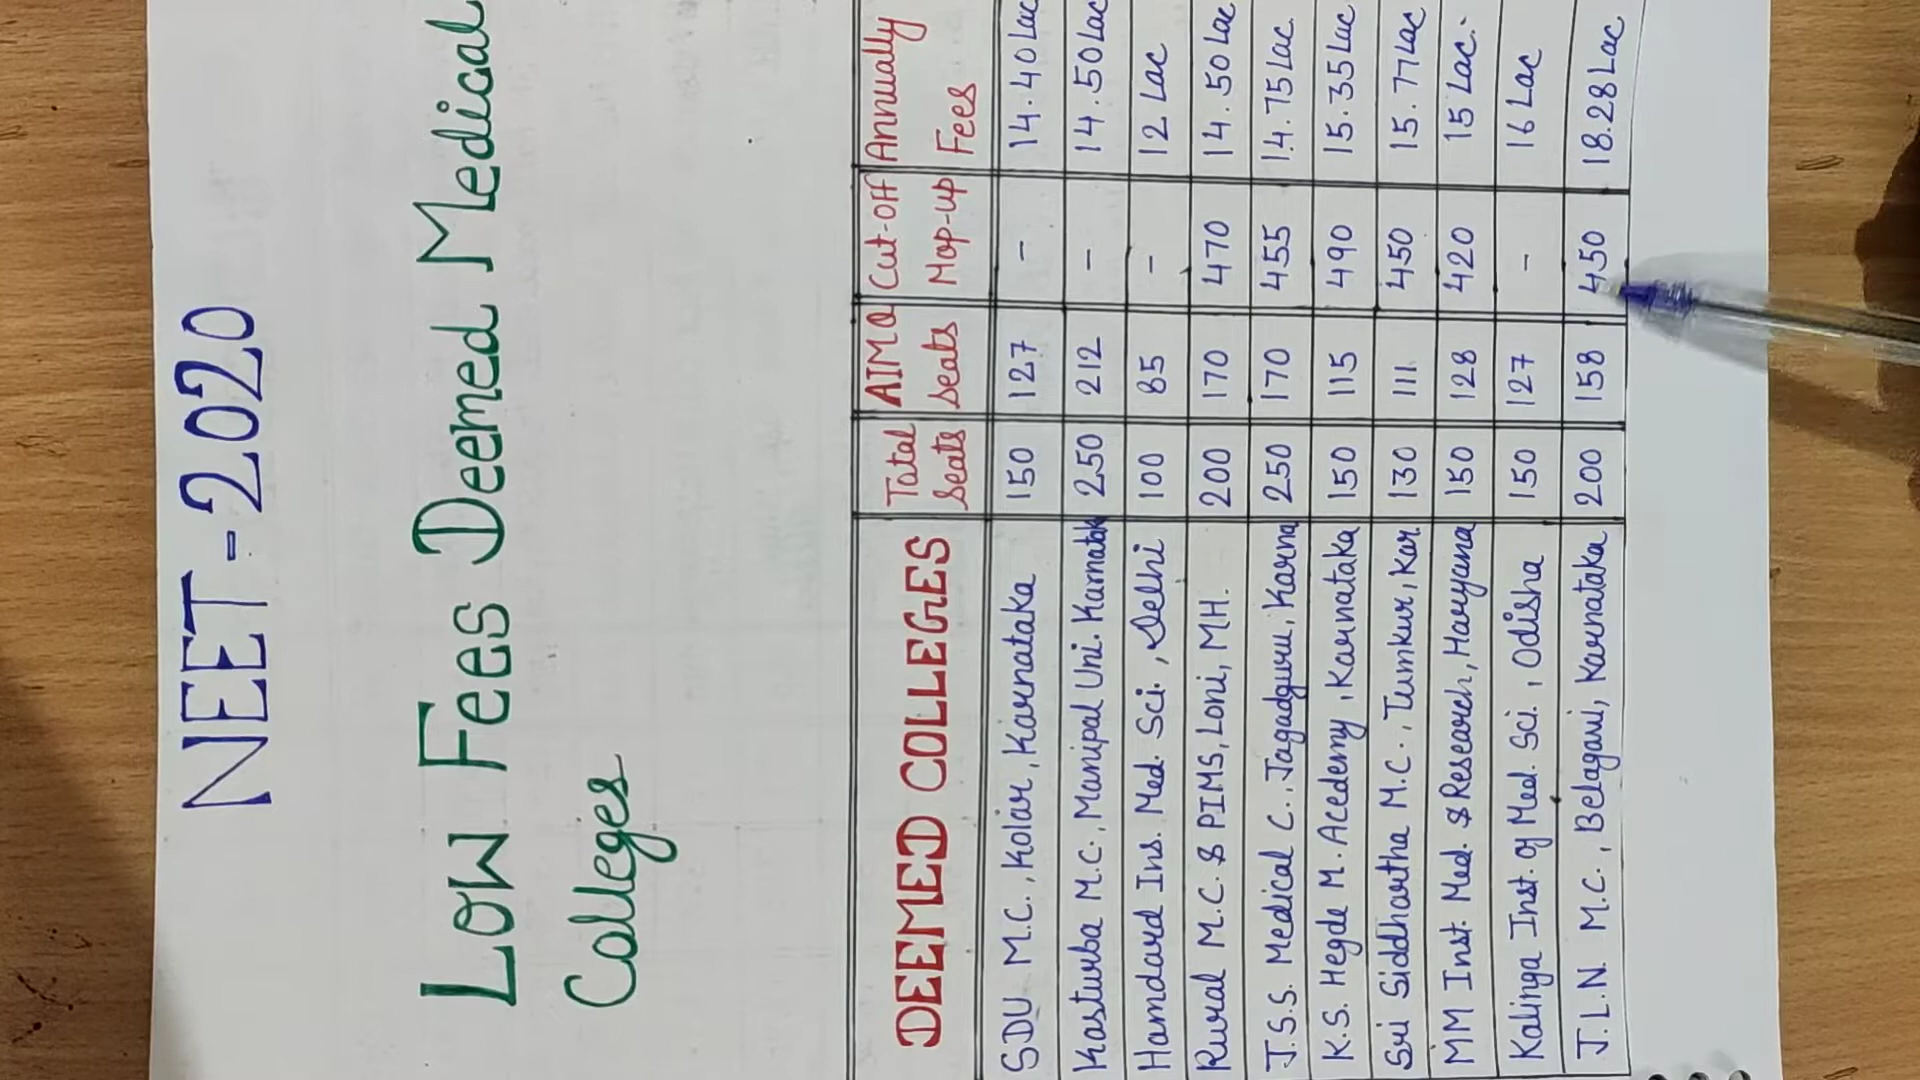 NEET-2020
Low Fees Deemed Medical
Colleges
DEEMED COLLEGES Total Seats AIMQ Seats Cut-off Mop-up Annually Fees
SDU M.C., Kolar, Karnataka 150 127 - 14.40 Lac
Kasturba M.C., Manipal Uni. Karnatak 250 212 - 14.50 Lac
Hamdard Ins. Med. Sci., Delhi 100 85 - 12 Lac
Rural M.C. & PIMS, Loni, MH. 200 170 470 14.50 Lac
J.S.S. Medical C., Jagadguru, Karna 250 170 455 14.75 Lac
K.S. Hegde M. Acedemy, Karnataka 150 115 490 15.35 Lac
Sri Siddhartha M.C., Tumkur, Kar. 130 111 450 15.77 Lac
MM Inst. Med. & Research, Haryana 150 128 420 15 Lac.
Kalinga Inst. of Med. Sci., Odisha 150 127 - 16 Lac
J.L.N. M.C., Belagavi, Karnataka 200 158 450 18.28 Lac